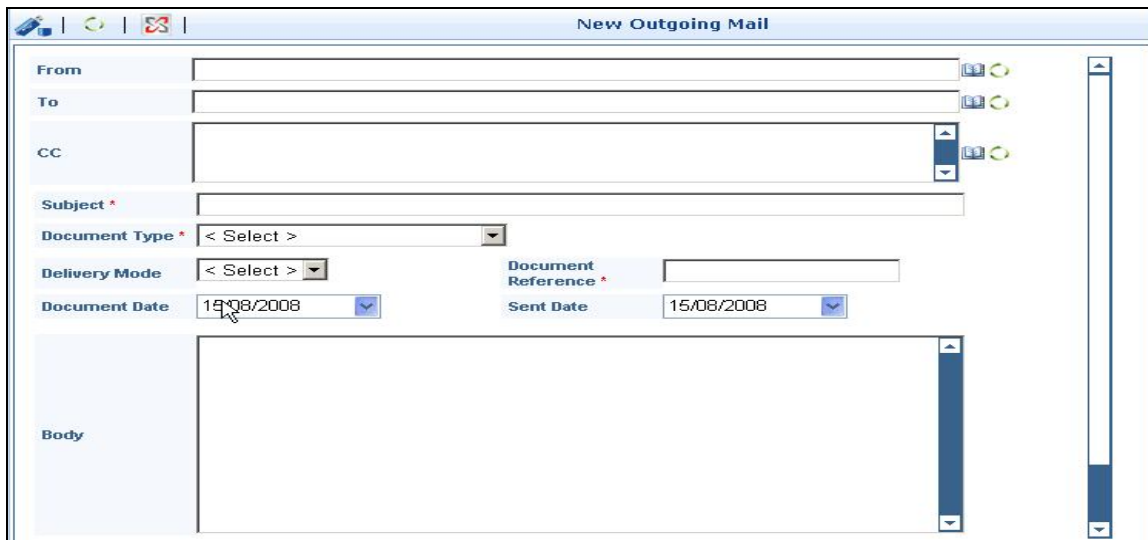 New Outgoing Mail
From
To
CC
Subject *
Document Type * < Select >
Delivery Mode < Select > Document Reference *
Document Date 15/08/2008 Sent Date 15/08/2008
Body